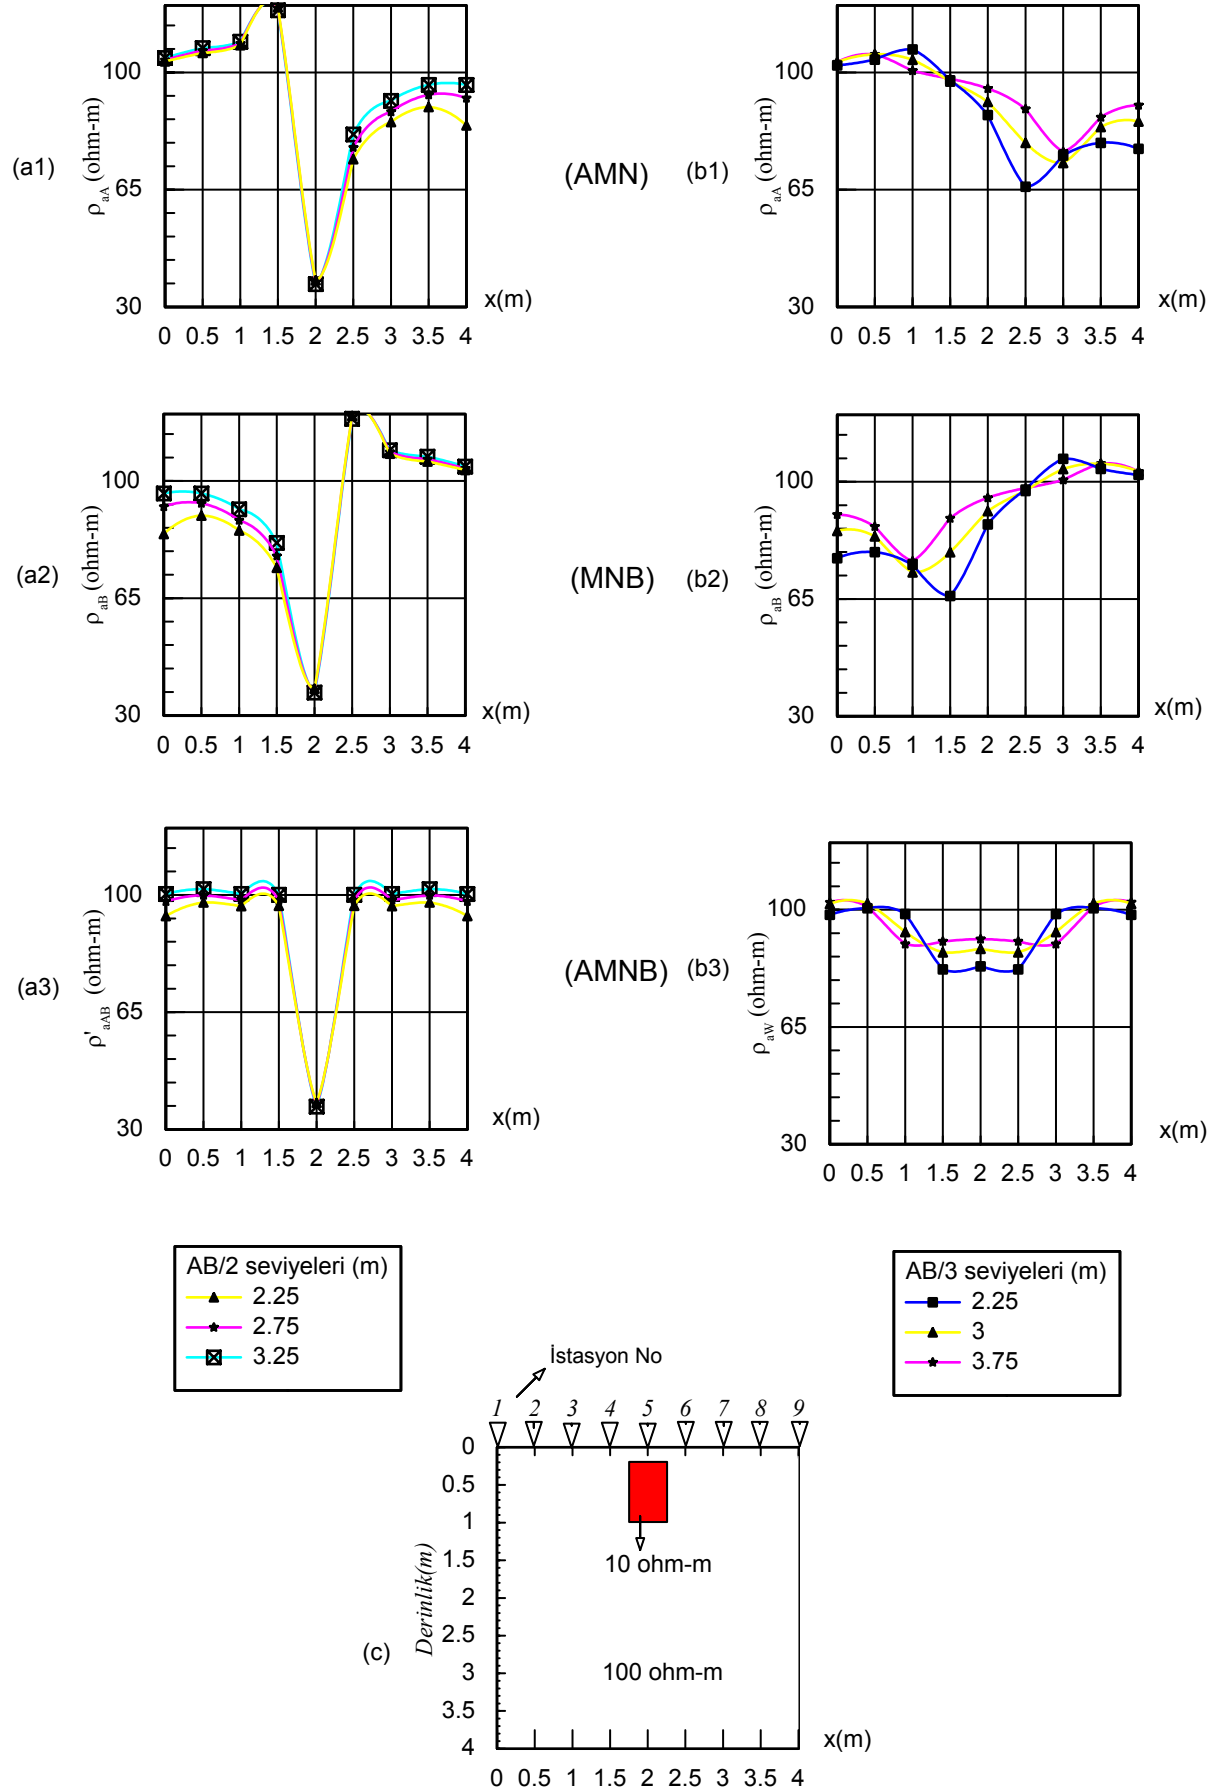 100
65
30
ρaA (ohm-m)
(a1)
x(m)
0 0.5 1 1.5 2 2.5 3 3.5 4
(AMN)
100
65
30
ρaA (ohm-m)
(b1)
x(m)
0 0.5 1 1.5 2 2.5 3 3.5 4
100
65
30
ρaB (ohm-m)
(a2)
x(m)
0 0.5 1 1.5 2 2.5 3 3.5 4
(MNB)
100
65
30
ρaB (ohm-m)
(b2)
x(m)
0 0.5 1 1.5 2 2.5 3 3.5 4
100
65
30
ρ'aAB (ohm-m)
(a3)
x(m)
0 0.5 1 1.5 2 2.5 3 3.5 4
(AMNB)
100
65
30
ρaW (ohm-m)
(b3)
x(m)
0 0.5 1 1.5 2 2.5 3 3.5 4
AB/2 seviyeleri (m)
2.25
2.75
3.25
AB/3 seviyeleri (m)
2.25
3
3.75
İstasyon No
1 2 3 4 5 6 7 8 9
0
0.5
1
1.5
2
2.5
3
3.5
4
Derinlik(m)
(c)
10 ohm-m
100 ohm-m
x(m)
0 0.5 1 1.5 2 2.5 3 3.5 4